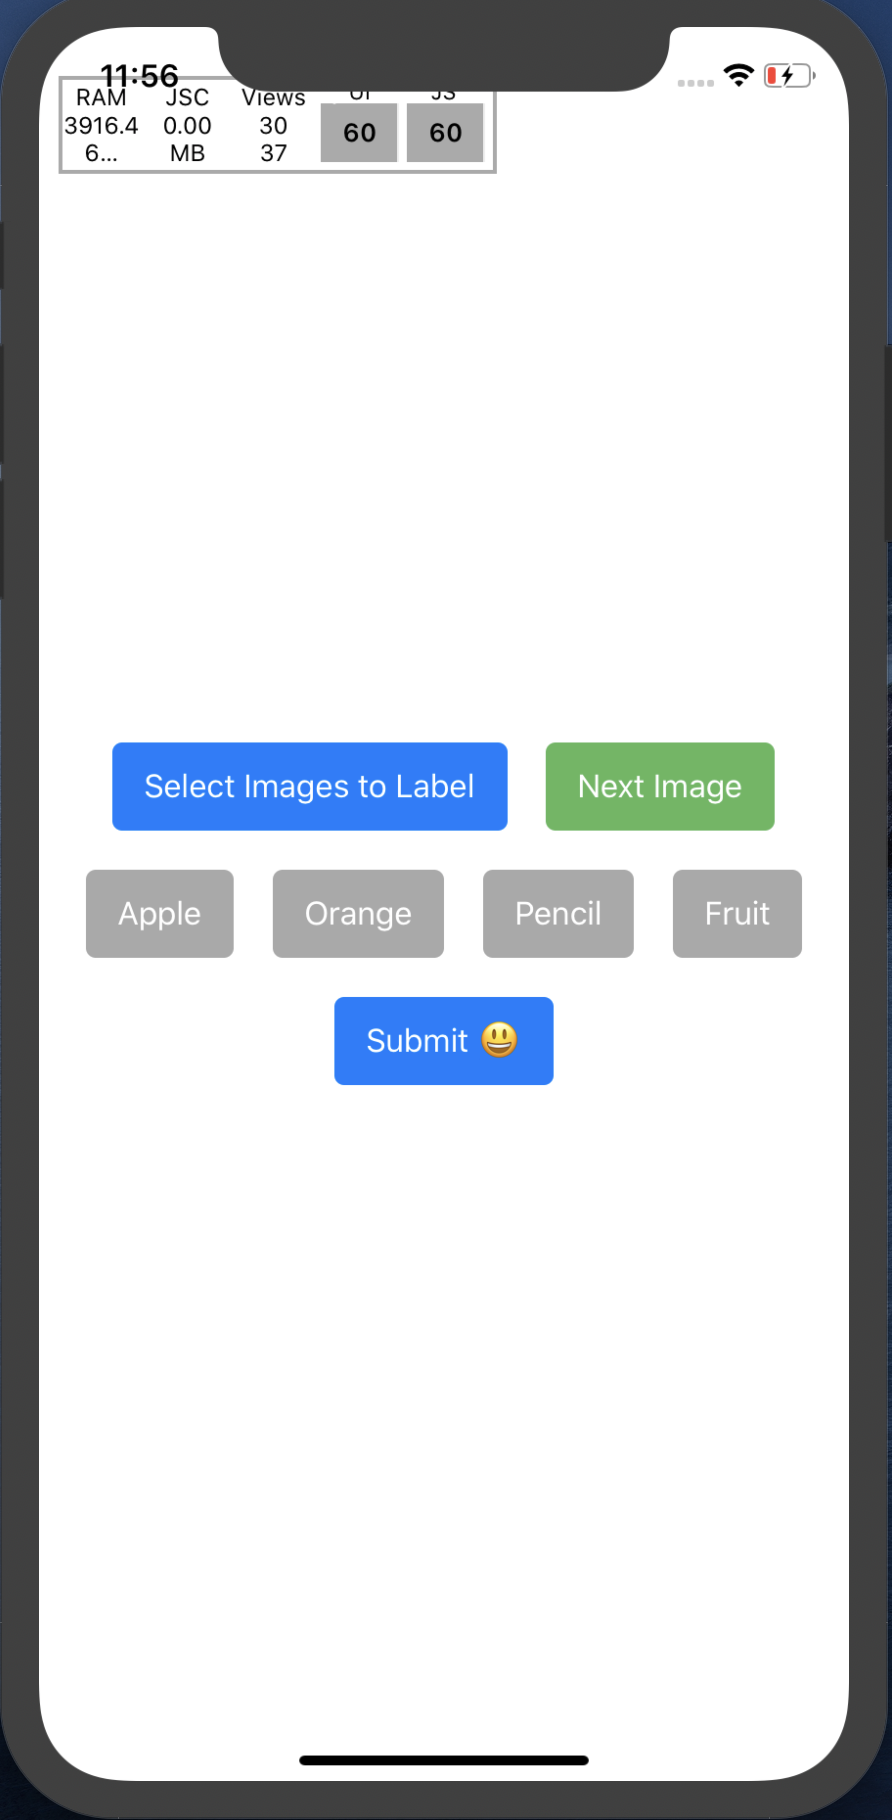 11:56
RAM JSC Views UI JS
3916.4 0.00 30 60 60
6... MB 37
Select Images to Label Next Image
Apple Orange Pencil Fruit
Submit 😃